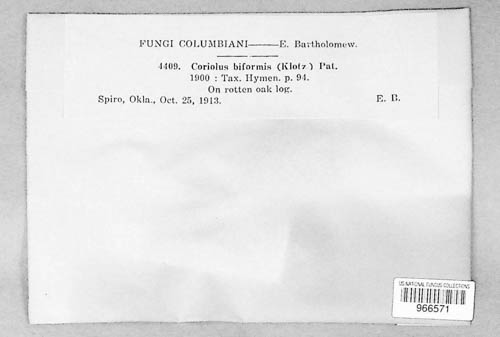 FUNGI COLUMBIANI——E. Bartholomew.
4409. Coriolus biformis (Klotz) Pat.
1900 : Tax. Hymen. p. 94.
On rotten oak log.
Spiro, Okla., Oct. 25, 1913. E. B.
US NATIONAL FUNGUS COLLECTIONS
966571